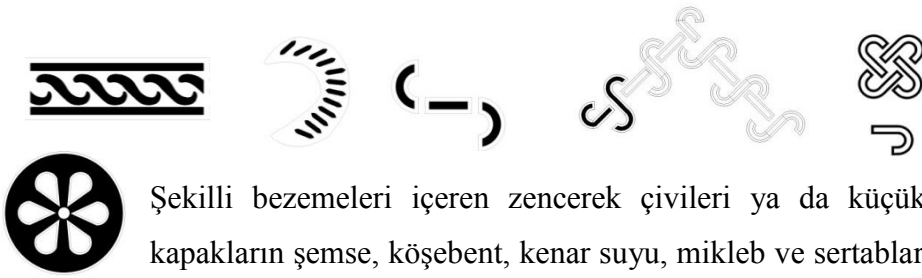 Şekilli bezemeleri içeren zencerek çivileri ya da küçük
kapakların şemse, köşebent, kenar suyu, mikleb ve sertablar